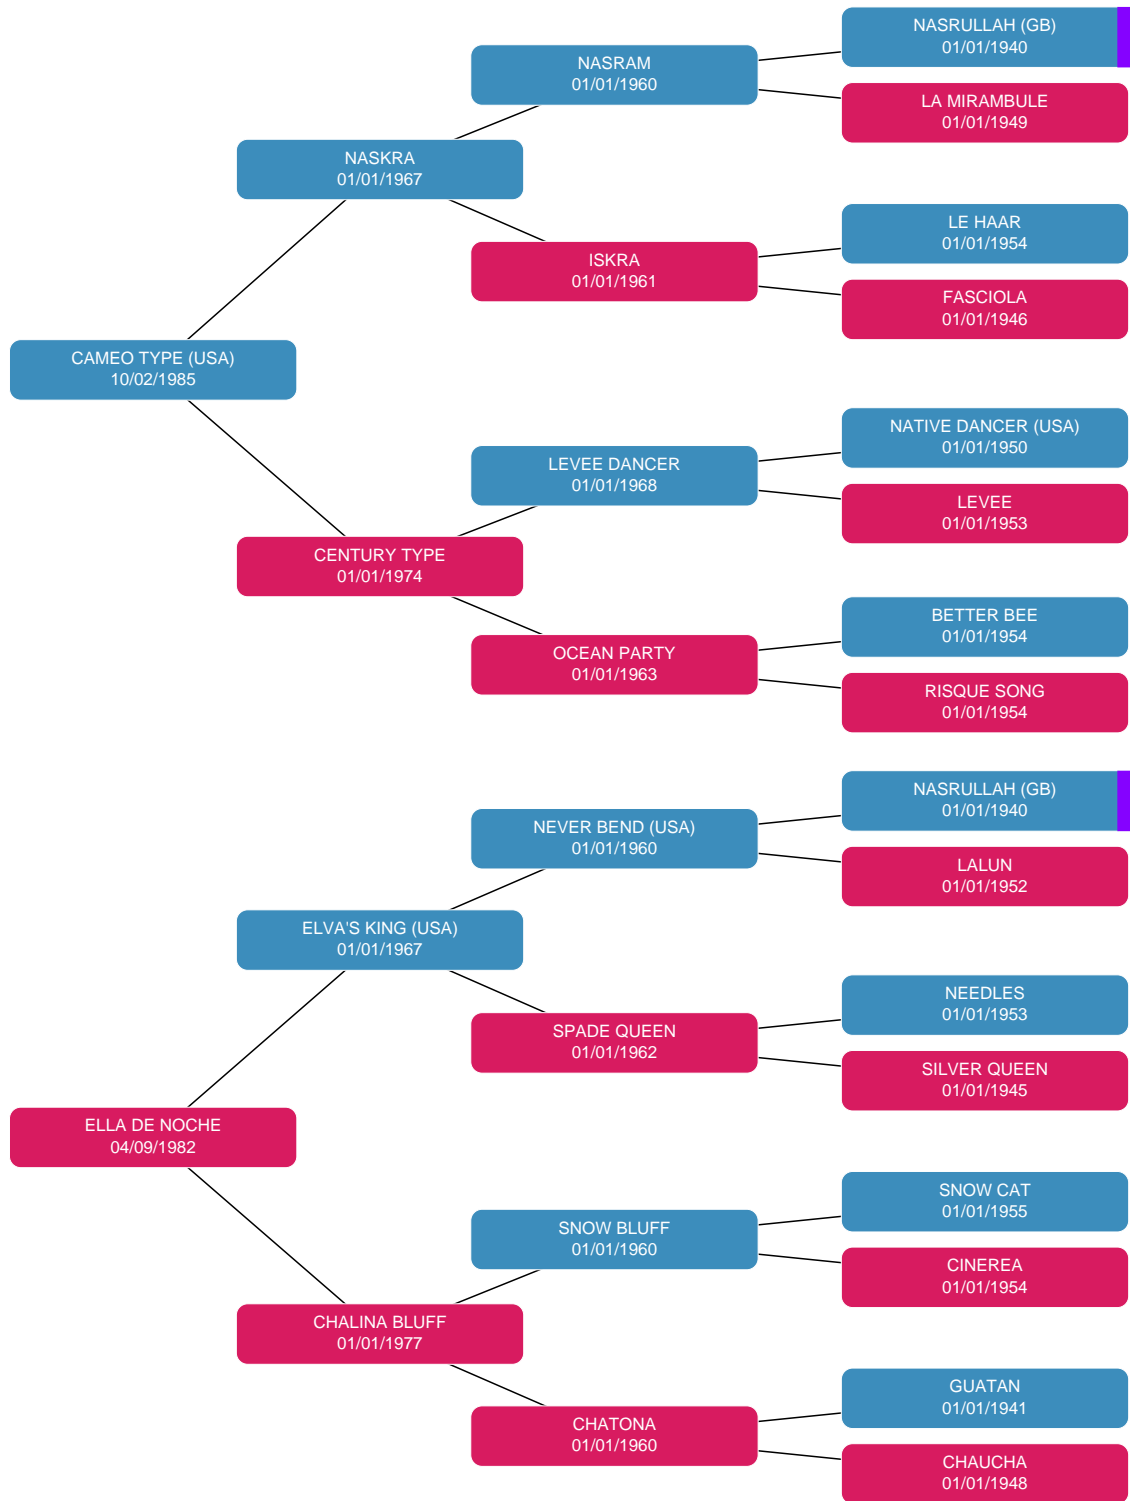 NASRULLAH (GB)
01/01/1940
NASRAM
01/01/1960
LA MIRAMBULE
01/01/1949
NASKRA
01/01/1967
LE HAAR
01/01/1954
ISKRA
01/01/1961
FASCIOLA
01/01/1946
CAMEO TYPE (USA)
10/02/1985
NATIVE DANCER (USA)
01/01/1950
LEVEE DANCER
01/01/1968
LEVEE
01/01/1953
CENTURY TYPE
01/01/1974
BETTER BEE
01/01/1954
OCEAN PARTY
01/01/1963
RISQUE SONG
01/01/1954
NASRULLAH (GB)
01/01/1940
NEVER BEND (USA)
01/01/1960
LALUN
01/01/1952
ELVA'S KING (USA)
01/01/1967
NEEDLES
01/01/1953
SPADE QUEEN
01/01/1962
SILVER QUEEN
01/01/1945
ELLA DE NOCHE
04/09/1982
SNOW CAT
01/01/1955
SNOW BLUFF
01/01/1960
CINEREA
01/01/1954
CHALINA BLUFF
01/01/1977
GUATAN
01/01/1941
CHATONA
01/01/1960
CHAUCHA
01/01/1948